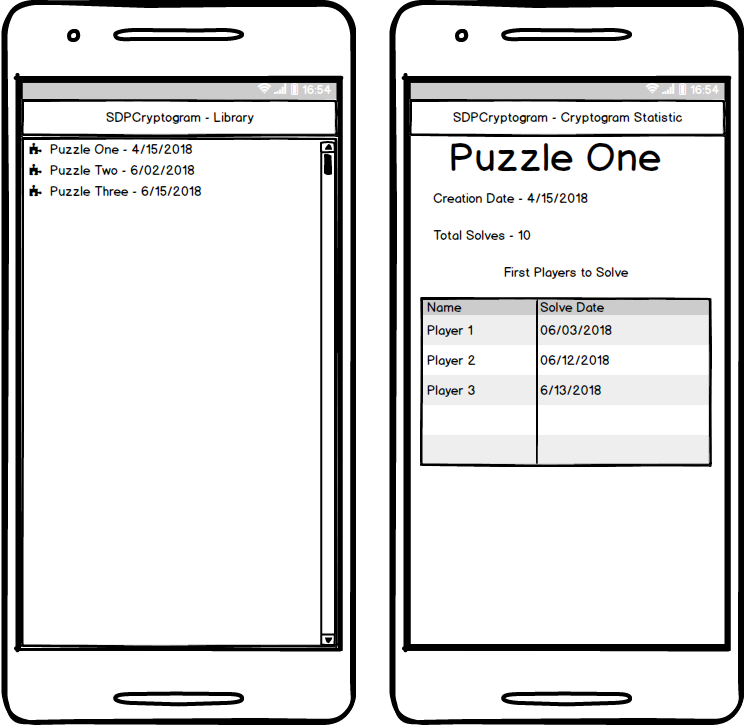 16:54
SDPCryptogram - Library
Puzzle One - 4/15/2018
Puzzle Two - 6/02/2018
Puzzle Three - 6/15/2018
16:54
SDPCryptogram - Cryptogram Statistic
Puzzle One
Creation Date - 4/15/2018
Total Solves - 10
First Players to Solve
Name Solve Date
Player 1 06/03/2018
Player 2 06/12/2018
Player 3 6/13/2018